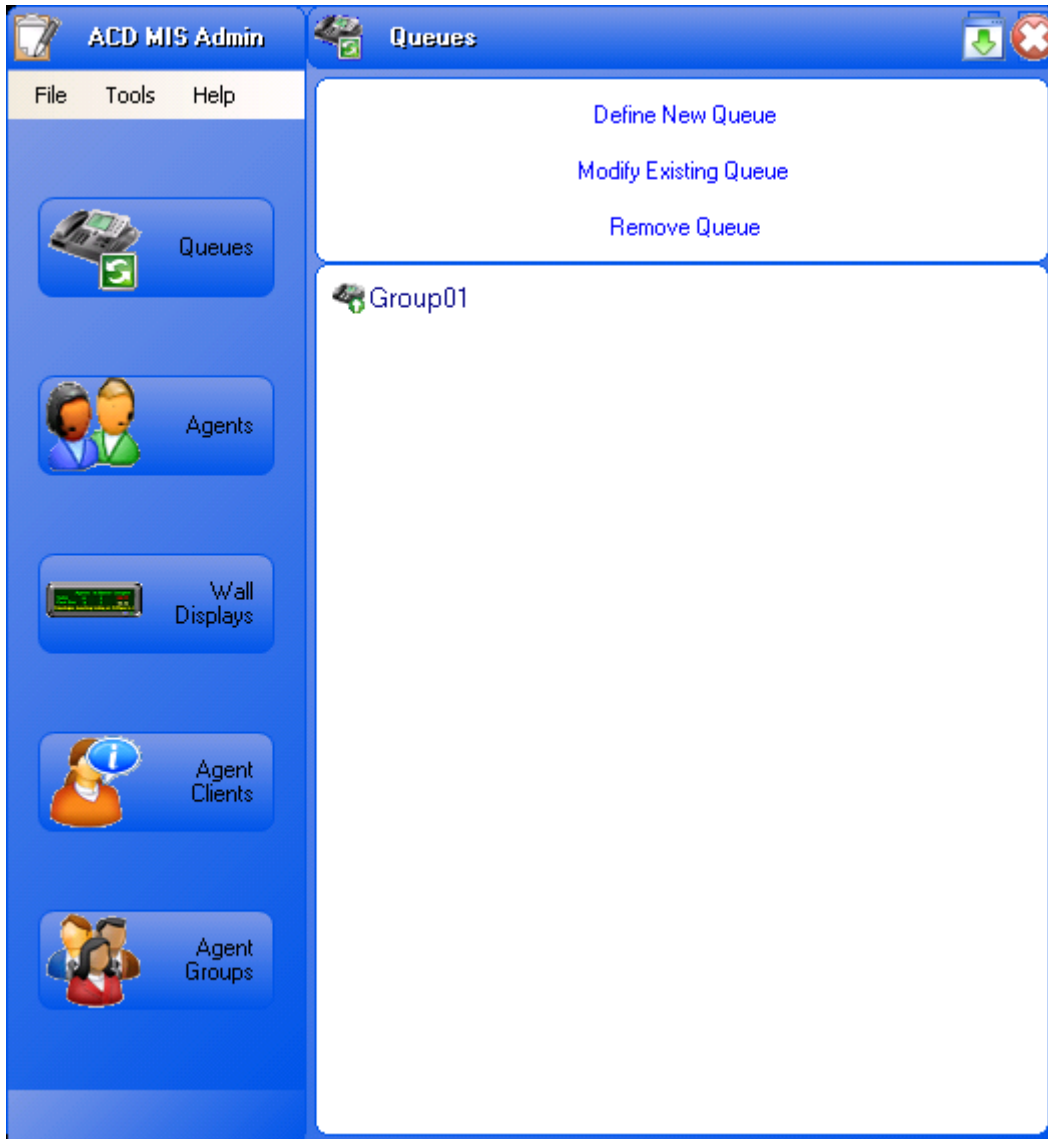 ACD MIS Admin
Queues
File Tools Help
Define New Queue
Modify Existing Queue
Remove Queue
Queues
Group01
Agents
Wall
Displays
Agent
Clients
Agent
Groups